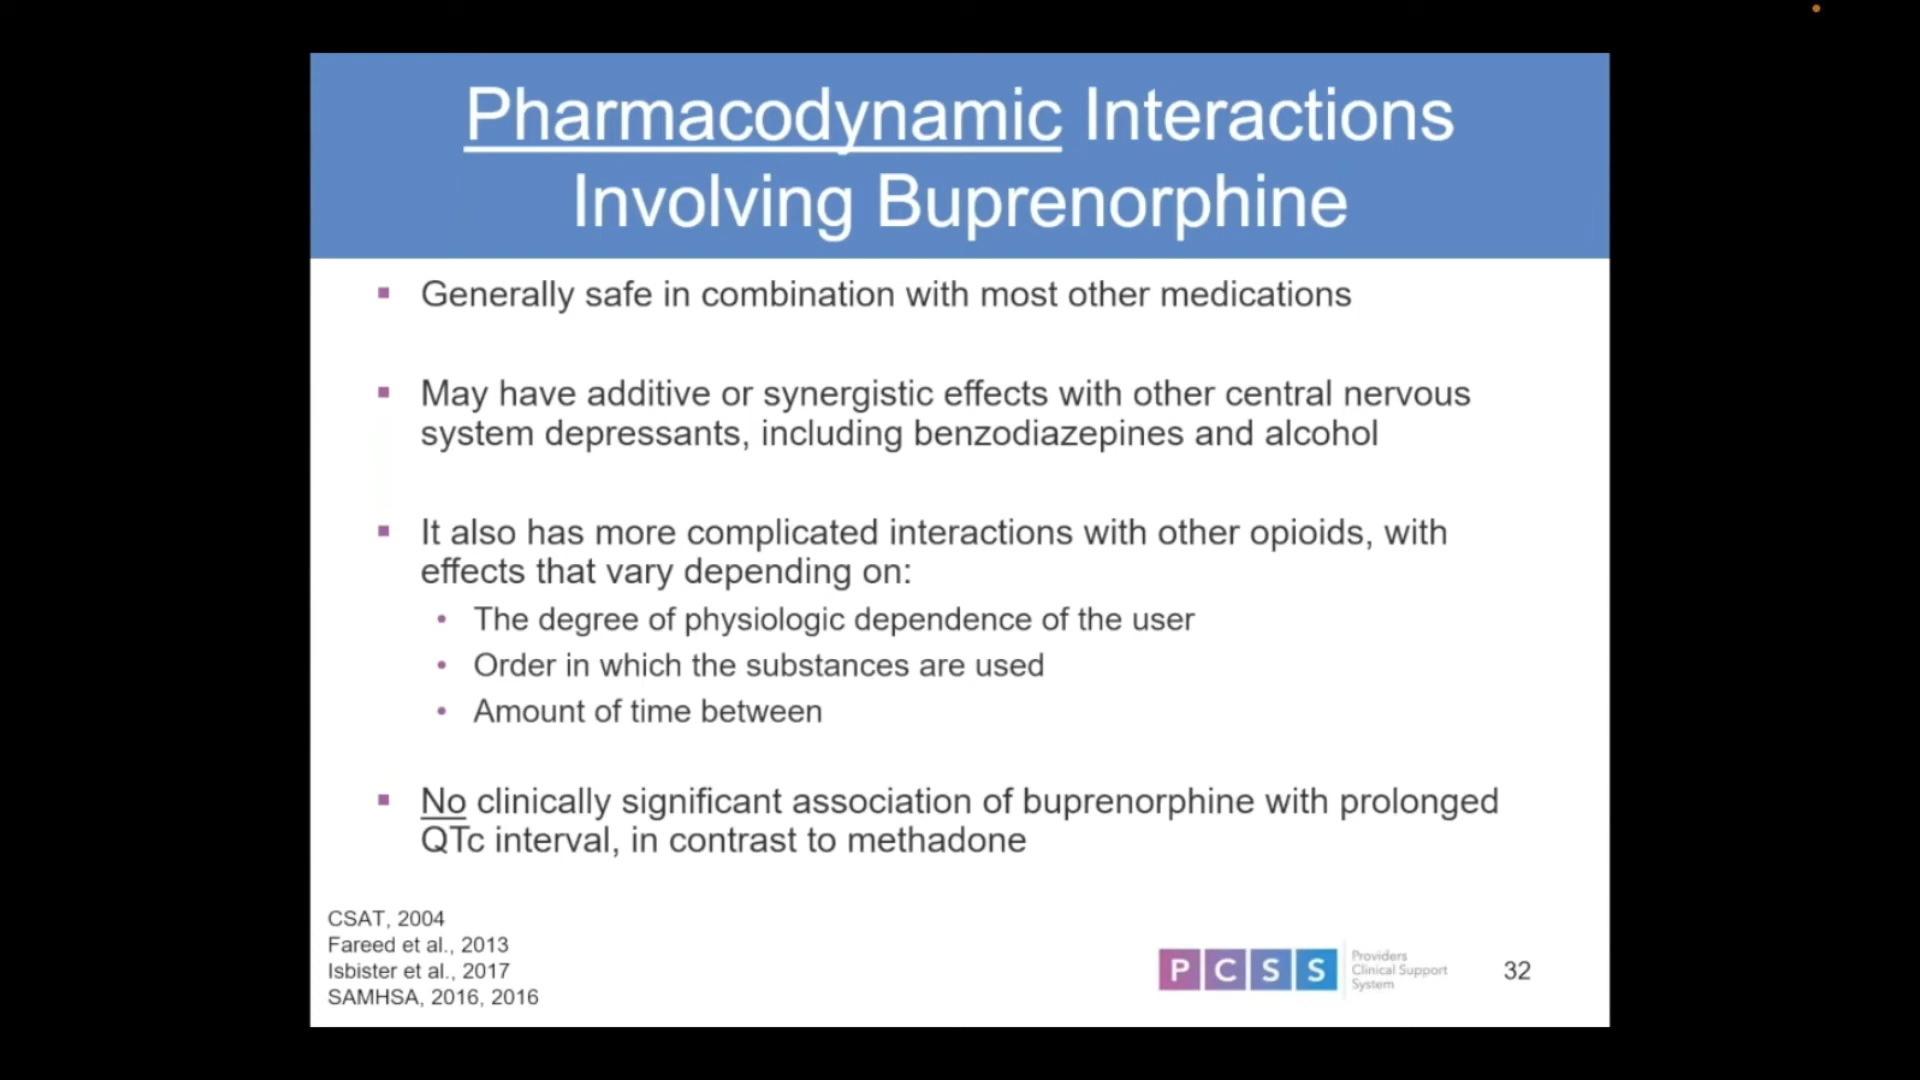 Pharmacodynamic Interactions
Involving Buprenorphine
Generally safe in combination with most other medications
May have additive or synergistic effects with other central nervous
system depressants, including benzodiazepines and alcohol
It also has more complicated interactions with other opioids, with
effects that vary depending on:
The degree of physiologic dependence of the user
Order in which the substances are used
Amount of time between
No clinically significant association of buprenorphine with prolonged
QTc interval, in contrast to methadone
CSAT, 2004
Fareed et al., 2013
Isbister et al., 2017
SAMHSA, 2016, 2016
PCSS
Providers
Clinical Support
System
32